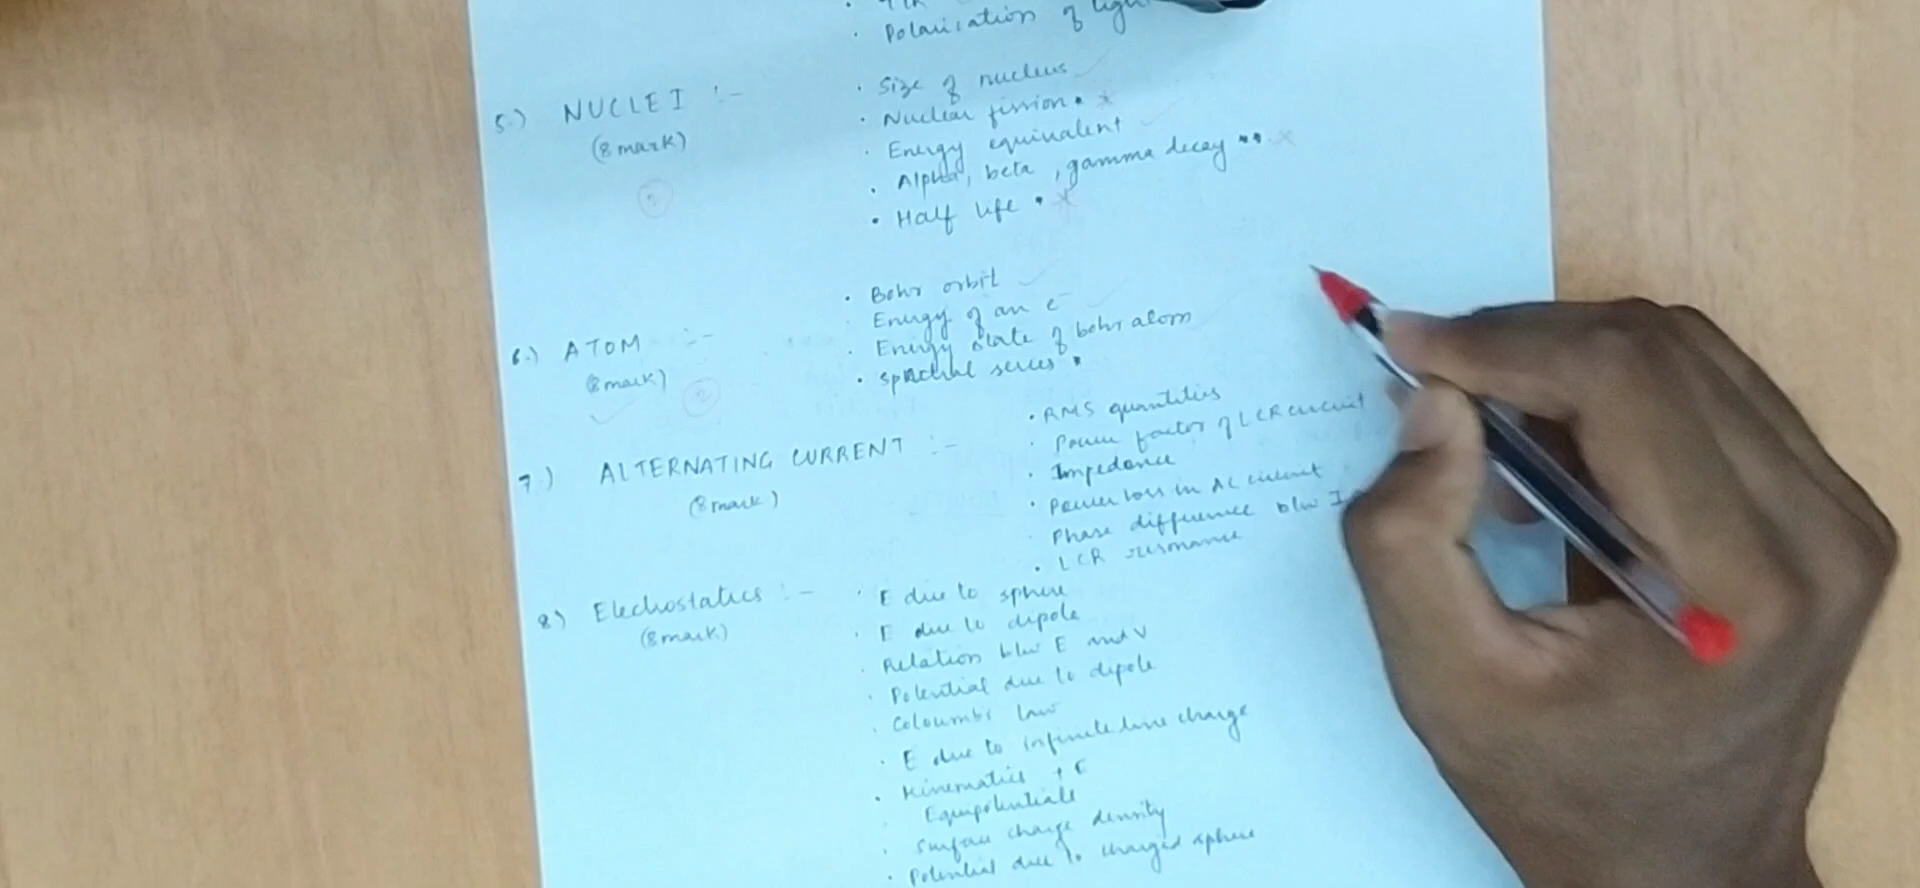 Polarisation of
5.) NUCLEI :-
(8 mark)
2
• Size of nucleus
• Nuclear fission •
• Energy equivalent
• Alpha, beta, gamma decay ••
• Half life •
6.) ATOM :-
(8 mark)
2
• Bohr orbit
• Energy of an e-
• Energy state of bohr atom
• series •
7.) ALTERNATING CURRENT :-
(8 mark)
• RMS quantities
• Power factor of LCR circuit
• Impedance
• Power loss in AC circuit
• Phase difference b/w I
• LCR resonance
8) Electrostatics :-
(8 mark)
• E due to sphere
• E due to dipole
• Relation b/w E and V
• Potential due to dipole
• Coloumb's law
• E due to infinite line charge
• Kinematics + E
• Equipotentials
• Surface charge density
• Potential due to charged sphere